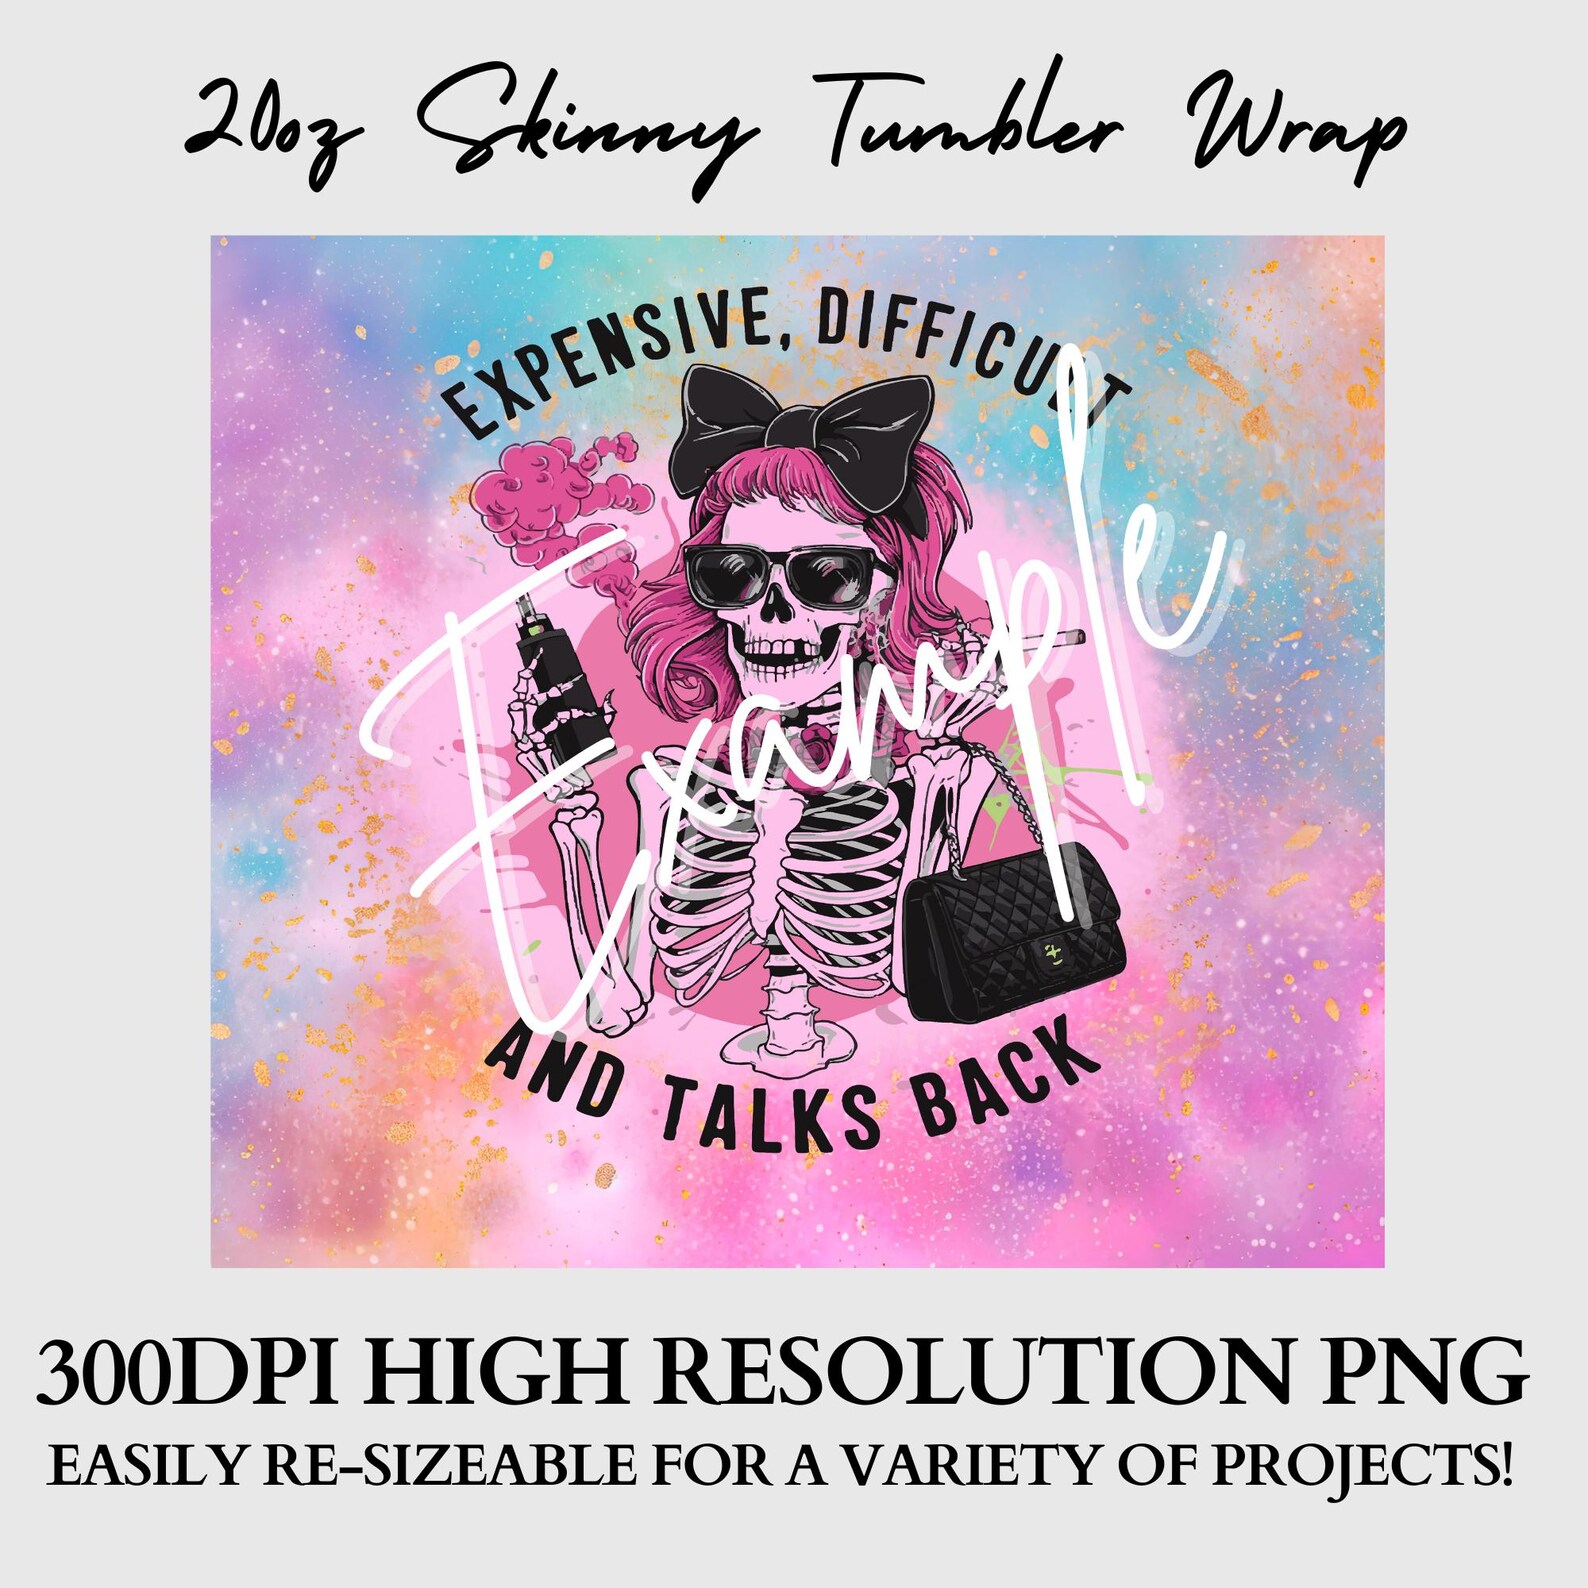 20oz Skinny Tumbler Wrap
EXPENSIVE, DIFFICULT
Example
AND TALKS BACK
300DPI HIGH RESOLUTION PNG
EASILY RE-SIZEABLE FOR A VARIETY OF PROJECTS!